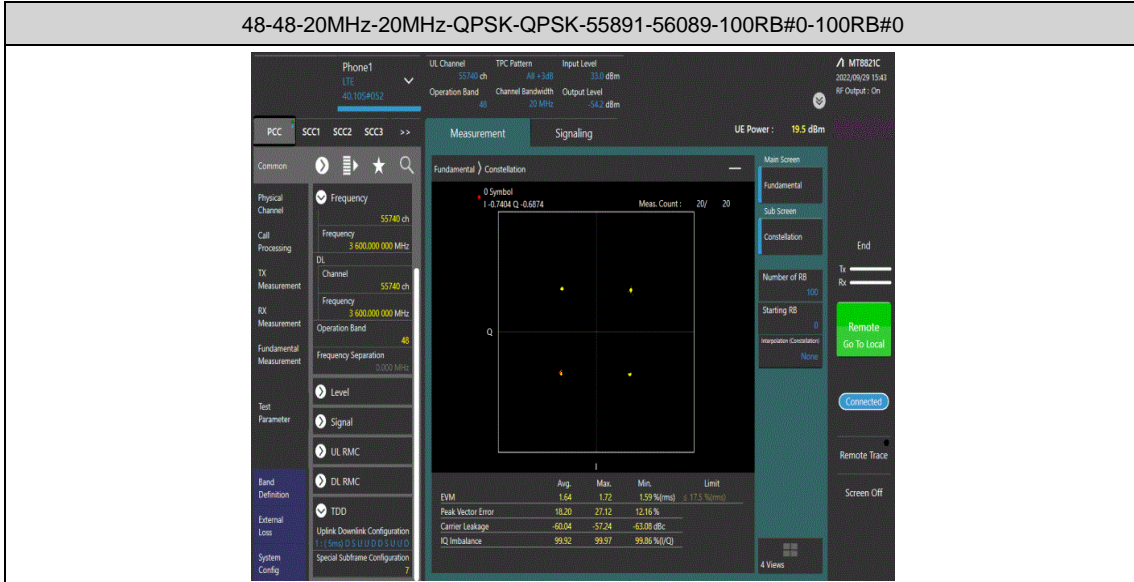 48-48-20MHz-20MHz-QPSK-QPSK-55891-56089-100RB#0-100RB#0
Phone1
LTE
40.10S#052
UL Channel
55740 ch
TPC Pattern
All +3dB
Input Level
33.0 dBm
Operation Band
48
Channel Bandwidth
20 MHz
Output Level
-54.2 dBm
MT8821C
2022/09/29 15:43
RF Output : On
PCC SCC1 SCC2 SCC3 >>
Measurement Signaling
UE Power : 19.5 dBm
Common
Physical
Channel
Call
Processing
TX
Measurement
RX
Measurement
Fundamental
Measurement
Test
Parameter
Band
Definition
External
Loss
System
Config
Frequency
55740 ch
Frequency
3 600.000 000 MHz
DL
Channel
55740 ch
Frequency
3 600.000 000 MHz
Operation Band
48
Frequency Separation
0.000 MHz
Level
Signal
UL RMC
DL RMC
TDD
Uplink Downlink Configuration
1 : ( 5ms) D S U U D D S U U D
Special Subframe Configuration
7
Fundamental > Constellation
0 Symbol
I -0.7404 Q -0.6874
Meas. Count : 20/ 20
Q
I
Avg. Max. Min. Limit
EVM 1.64 1.72 1.59 %(rms) ≤ 17.5 %(rms)
Peak Vector Error 18.20 27.12 12.16 %
Carrier Leakage -60.04 -57.24 -63.08 dBc
IQ Imbalance 99.92 99.97 99.86 %(I/Q)
Main Screen
Fundamental
Sub Screen
Constellation
Number of RB
100
Starting RB
0
Interpolation (Constellation)
None
4 Views
End
Tx
Rx
Remote
Go To Local
Connected
Remote Trace
Screen Off